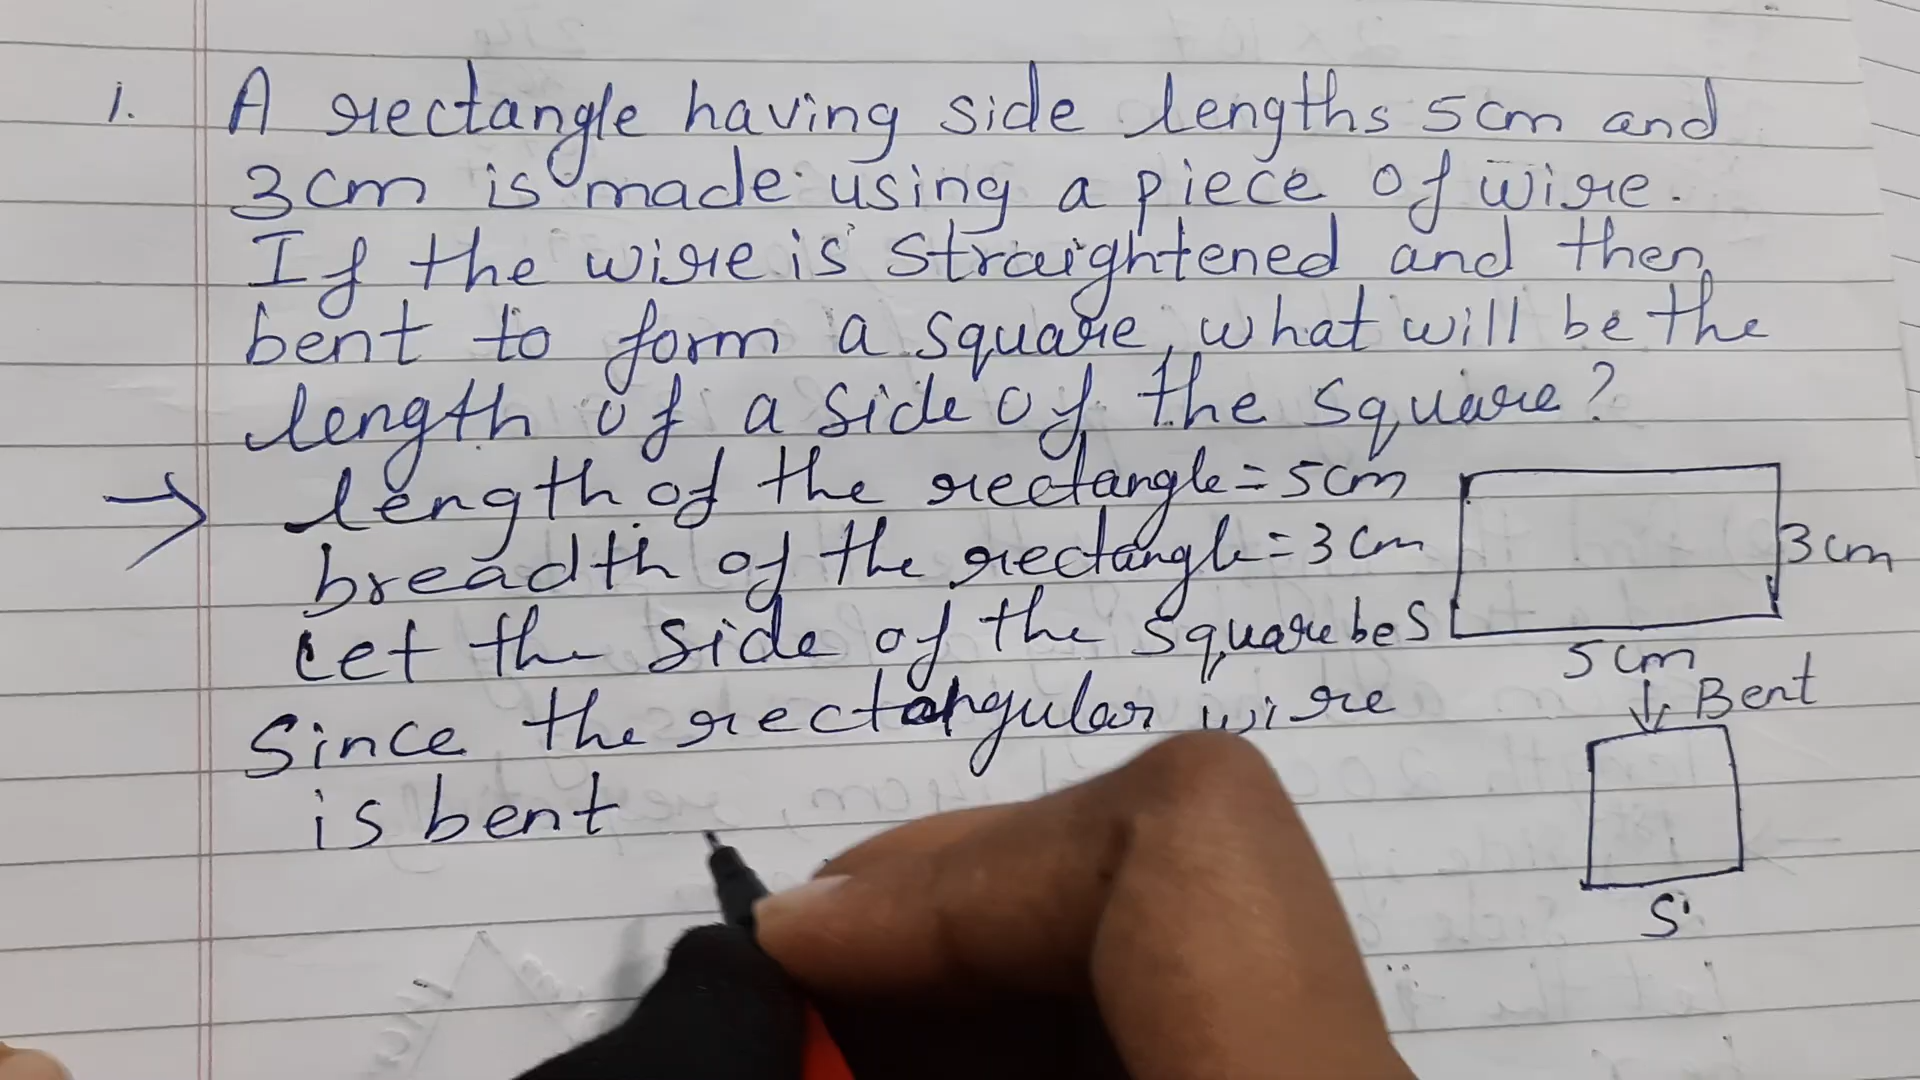 1. A rectangle having side lengths 5cm and
3cm is made using a piece of wire.
If the wire is straightened and then
bent to form a square, what will be the
length of a side of the square?
→ length of the rectangle = 5cm
breadth of the rectangle = 3cm
Let the side of the square be S
Since the rectangular wire
is bent
3cm
5cm
↓ Bent
S